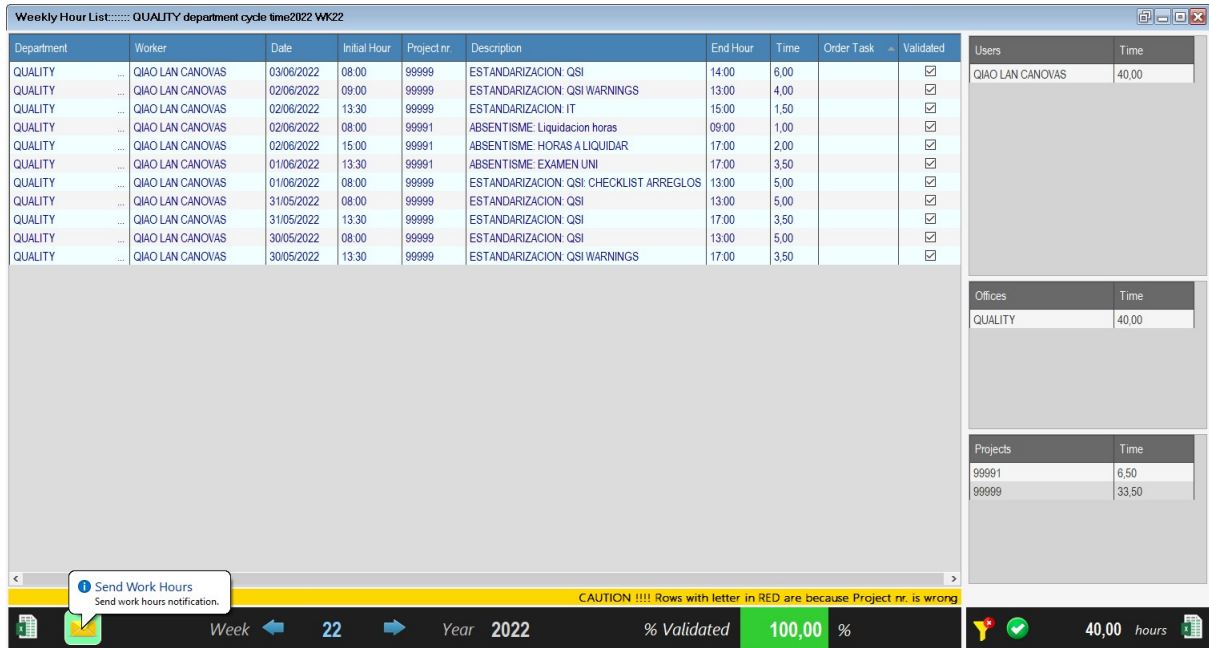 Weekly Hour List:::::: QUALITY department cycle time2022 WK22
Department Worker Date Initial Hour Project nr. Description End Hour Time Order Task Validated
QUALITY ... QIAO LAN CANOVAS 03/06/2022 08:00 99999 ESTANDARIZACION: QSI 14:00 6,00
QUALITY ... QIAO LAN CANOVAS 02/06/2022 09:00 99999 ESTANDARIZACION: QSI WARNINGS 13:00 4,00
QUALITY ... QIAO LAN CANOVAS 02/06/2022 13:30 99999 ESTANDARIZACION: IT 15:00 1,50
QUALITY ... QIAO LAN CANOVAS 02/06/2022 08:00 99991 ABSENTISME: Liquidacion horas 09:00 1,00
QUALITY ... QIAO LAN CANOVAS 02/06/2022 15:00 99991 ABSENTISME: HORAS A LIQUIDAR 17:00 2,00
QUALITY ... QIAO LAN CANOVAS 01/06/2022 13:30 99991 ABSENTISME: EXAMEN UNI 17:00 3,50
QUALITY ... QIAO LAN CANOVAS 01/06/2022 08:00 99999 ESTANDARIZACION: QSI: CHECKLIST ARREGLOS 13:00 5,00
QUALITY ... QIAO LAN CANOVAS 31/05/2022 08:00 99999 ESTANDARIZACION: QSI 13:00 5,00
QUALITY ... QIAO LAN CANOVAS 31/05/2022 13:30 99999 ESTANDARIZACION: QSI 17:00 3,50
QUALITY ... QIAO LAN CANOVAS 30/05/2022 08:00 99999 ESTANDARIZACION: QSI 13:00 5,00
QUALITY ... QIAO LAN CANOVAS 30/05/2022 13:30 99999 ESTANDARIZACION: QSI WARNINGS 17:00 3,50
Users Time
QIAO LAN CANOVAS 40,00
Offices Time
QUALITY 40,00
Projects Time
99991 6,50
99999 33,50
Send Work Hours
Send work hours notification.
CAUTION !!!! Rows with letter in RED are because Project nr. is wrong
Week 22 Year 2022 % Validated 100,00 % 40,00 hours